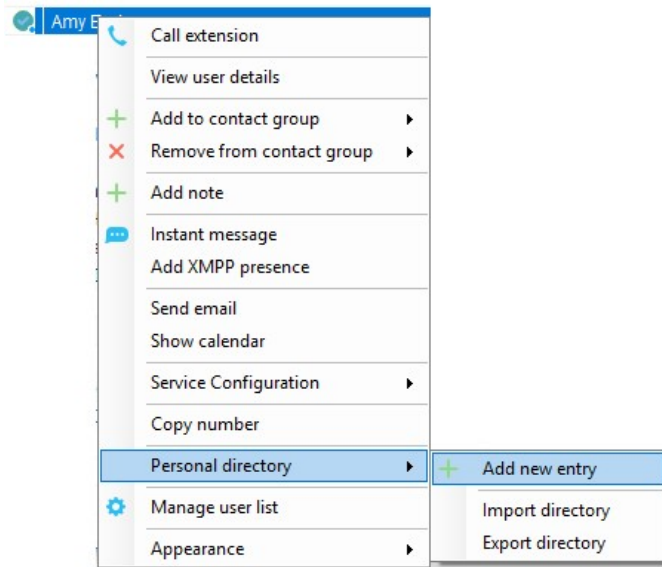 Amy
Call extension
View user details
Add to contact group
Remove from contact group
Add note
Instant message
Add XMPP presence
Send email
Show calendar
Service Configuration
Copy number
Personal directory
Add new entry
Manage user list
Import directory
Export directory
Appearance